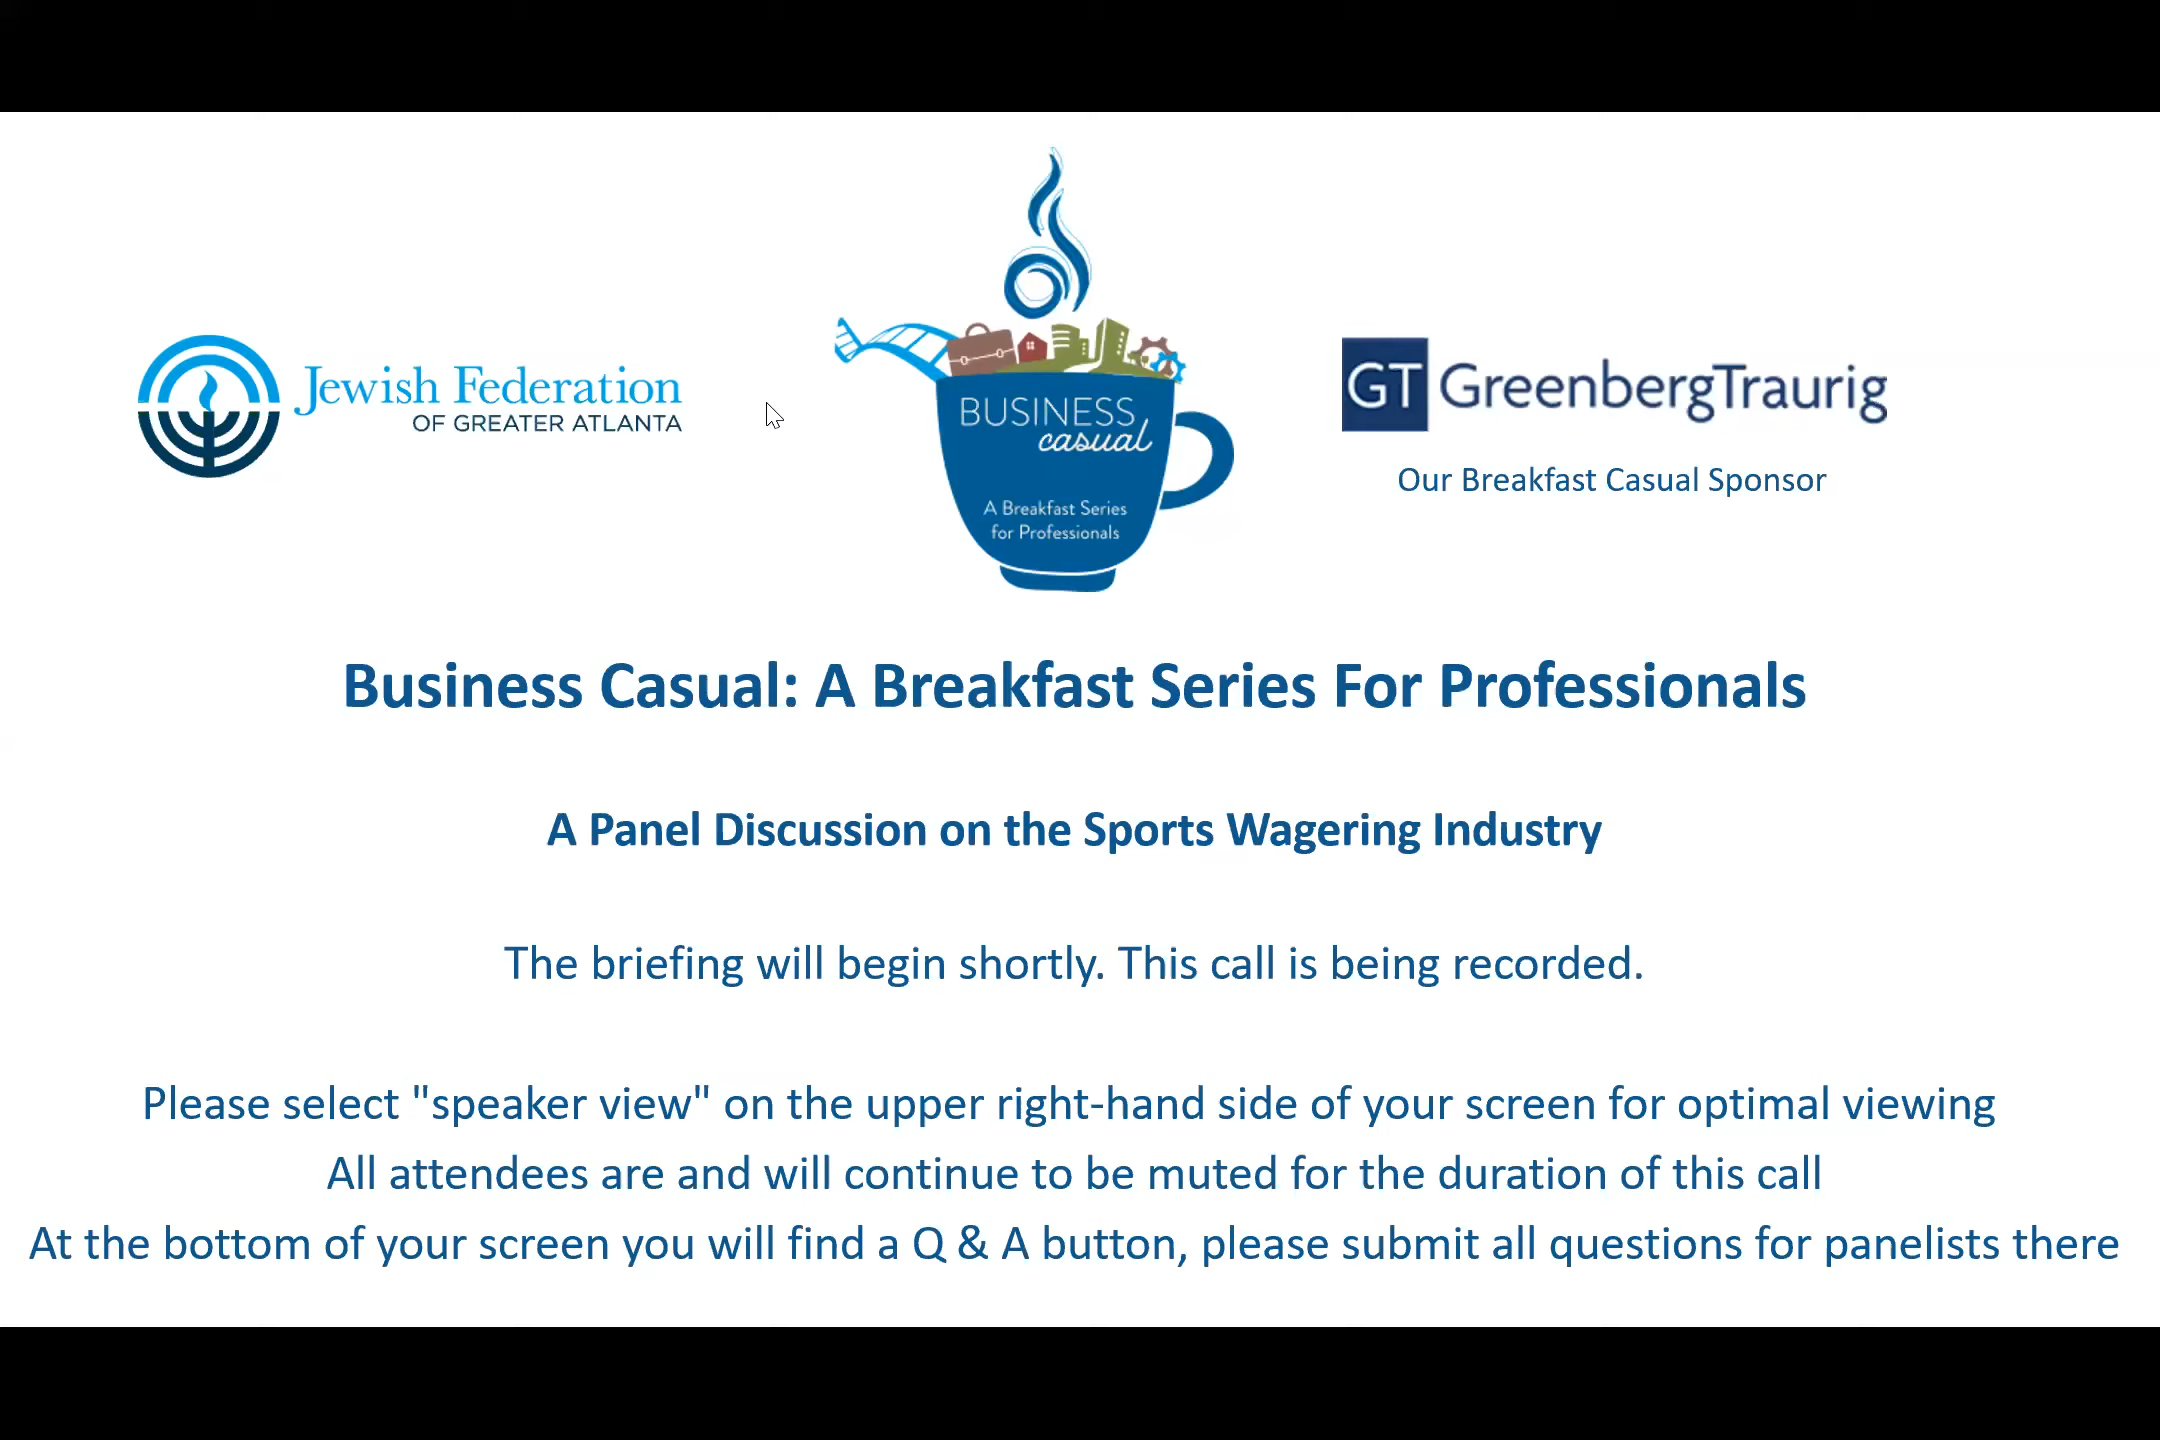 Jewish Federation
OF GREATER ATLANTA
BUSINESS
casual
A Breakfast Series
for Professionals
GT GreenbergTraurig
Our Breakfast Casual Sponsor
Business Casual: A Breakfast Series For Professionals
A Panel Discussion on the Sports Wagering Industry
The briefing will begin shortly. This call is being recorded.
Please select "speaker view" on the upper right-hand side of your screen for optimal viewing
All attendees are and will continue to be muted for the duration of this call
At the bottom of your screen you will find a Q & A button, please submit all questions for panelists there